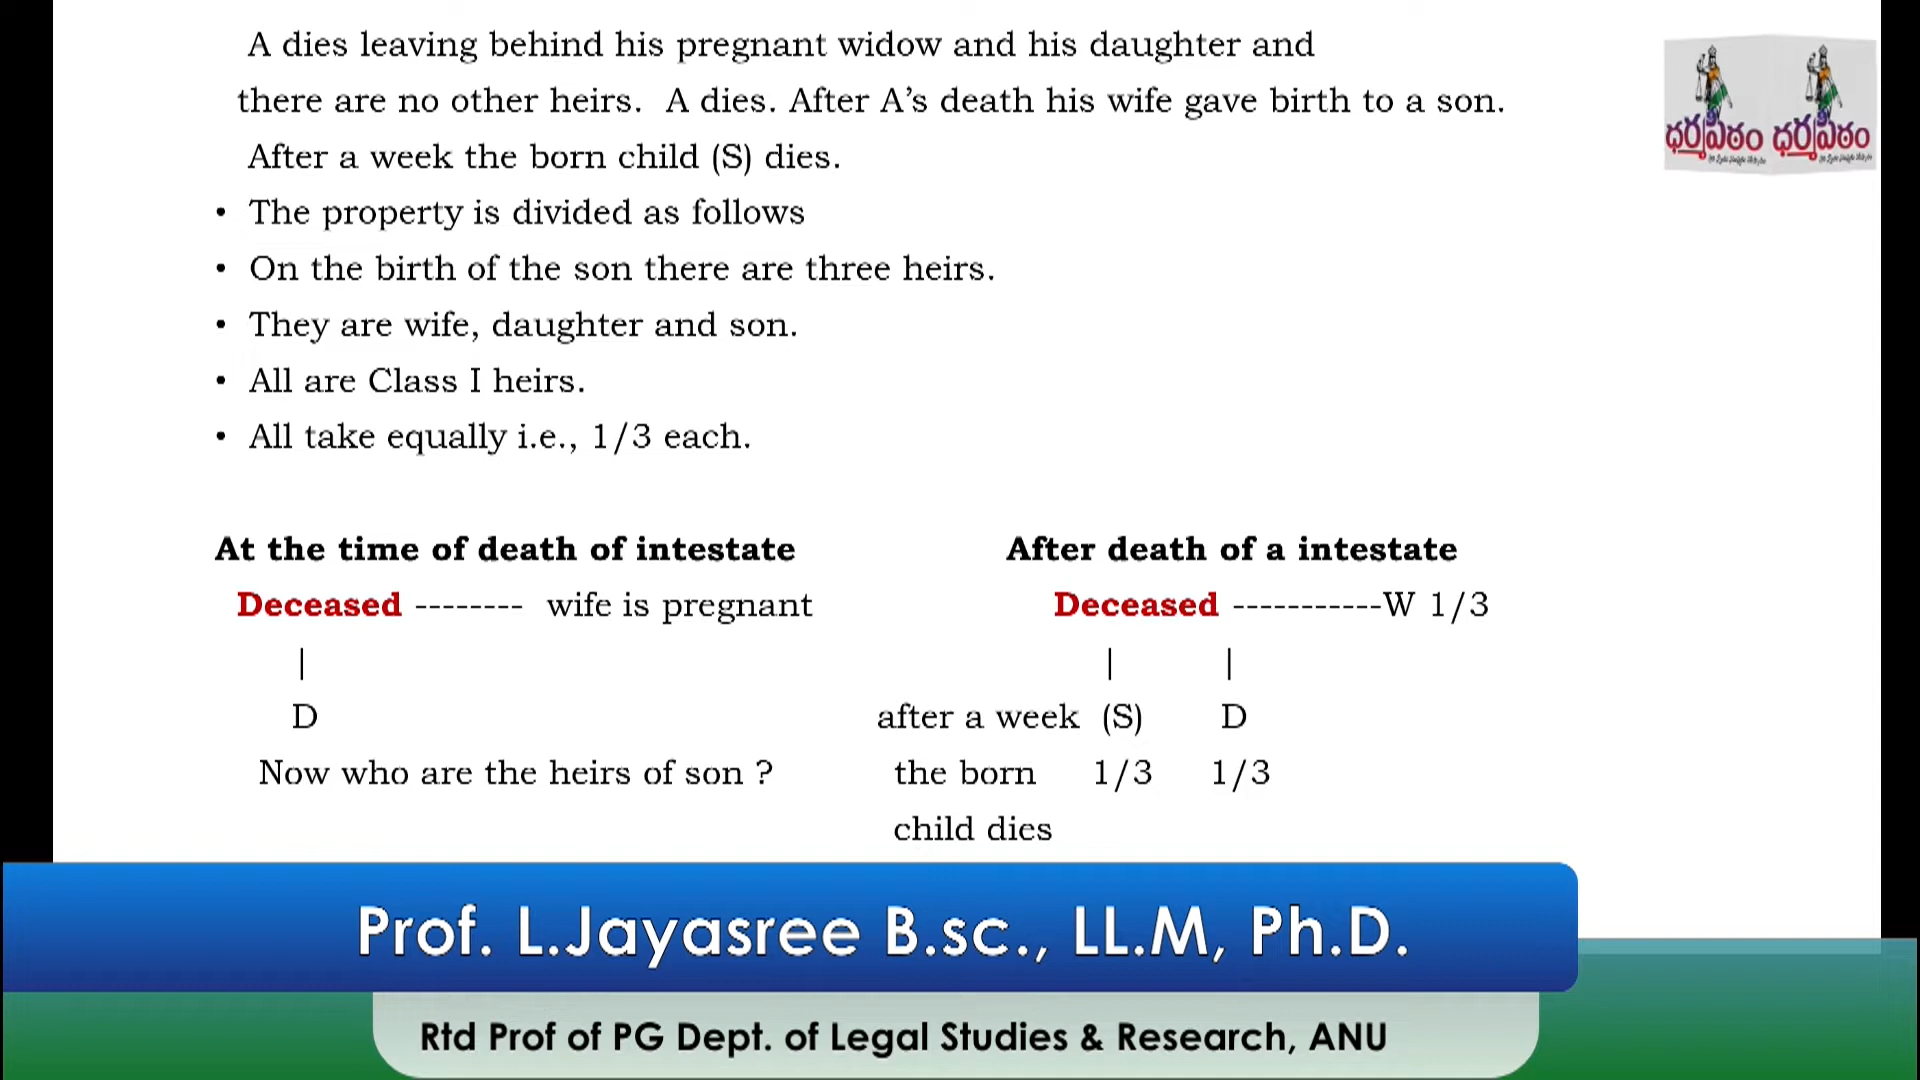 A dies leaving behind his pregnant widow and his daughter and
there are no other heirs.  A dies. After A’s death his wife gave birth to a son.
After a week the born child (S) dies.
• The property is divided as follows
• On the birth of the son there are three heirs.
• They are wife, daughter and son.
• All are Class I heirs.
• All take equally i.e., 1/3 each.
At the time of death of intestate
Deceased -------- wife is pregnant
|
D
Now who are the heirs of son ?
After death of a intestate
Deceased -----------W 1/3
| |
after a week (S) D
the born 1/3 1/3
child dies
ధర్మపీఠం ధర్మపీఠం
Prof. L.Jayasree B.sc., LL.M, Ph.D.
Rtd Prof of PG Dept. of Legal Studies & Research, ANU